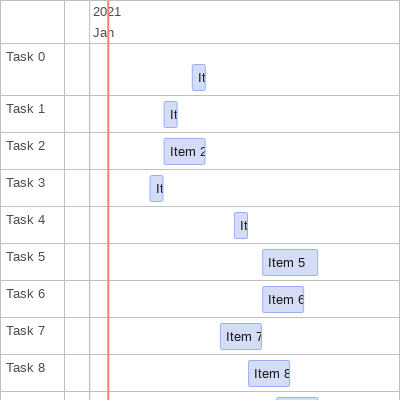 2021
Jan
Task 0
It
Task 1
It
Task 2
Item 2
Task 3
It
Task 4
It
Task 5
Item 5
Task 6
Item 6
Task 7
Item 7
Task 8
Item 8